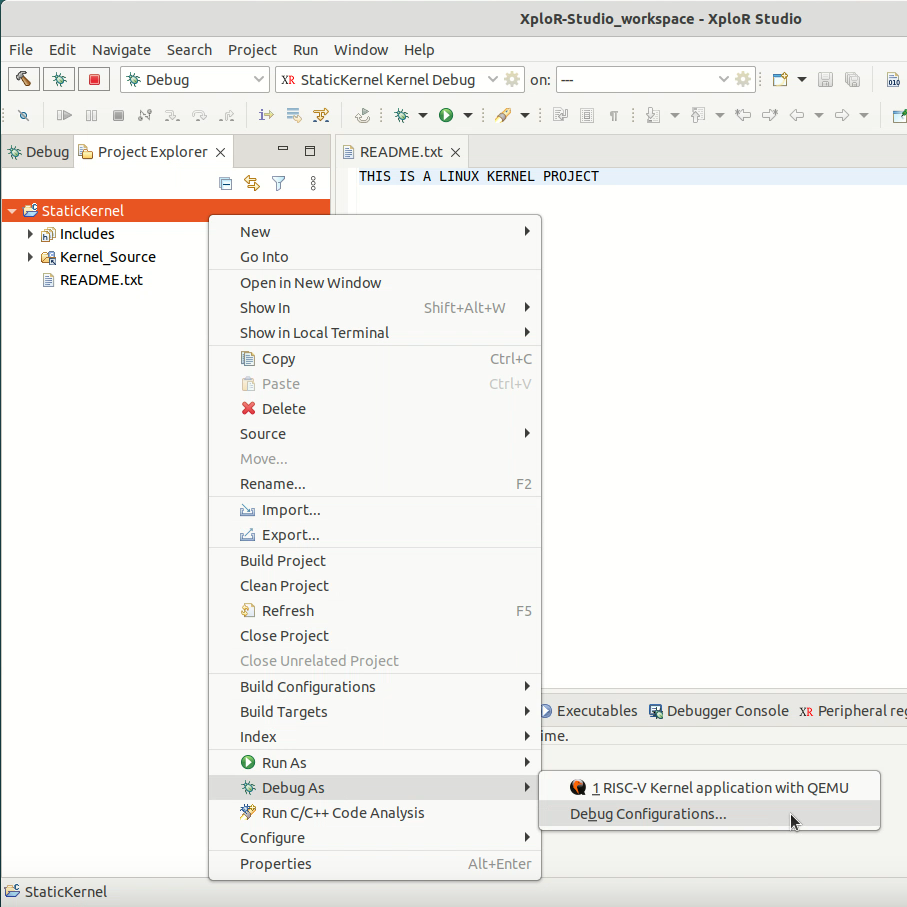 XploR-Studio_workspace - XploR Studio
File Edit Navigate Search Project Run Window Help
Debug XR StaticKernel Kernel Debug on: --- 010
Debug Project Explorer README.txt
THIS IS A LINUX KERNEL PROJECT
StaticKernel
Includes
Kernel_Source
README.txt
New
Go Into
Open in New Window
Show In Shift+Alt+W
Show in Local Terminal
Copy Ctrl+C
Paste Ctrl+V
Delete
Source
Move...
Rename... F2
Import...
Export...
Build Project
Clean Project
Refresh F5
Close Project
Close Unrelated Project
Build Configurations
Build Targets
Index
Run As
Debug As
Run C/C++ Code Analysis
Configure
Properties Alt+Enter
Executables Debugger Console XR Peripheral reg
ime.
1 RISC-V Kernel application with QEMU
Debug Configurations...
StaticKernel